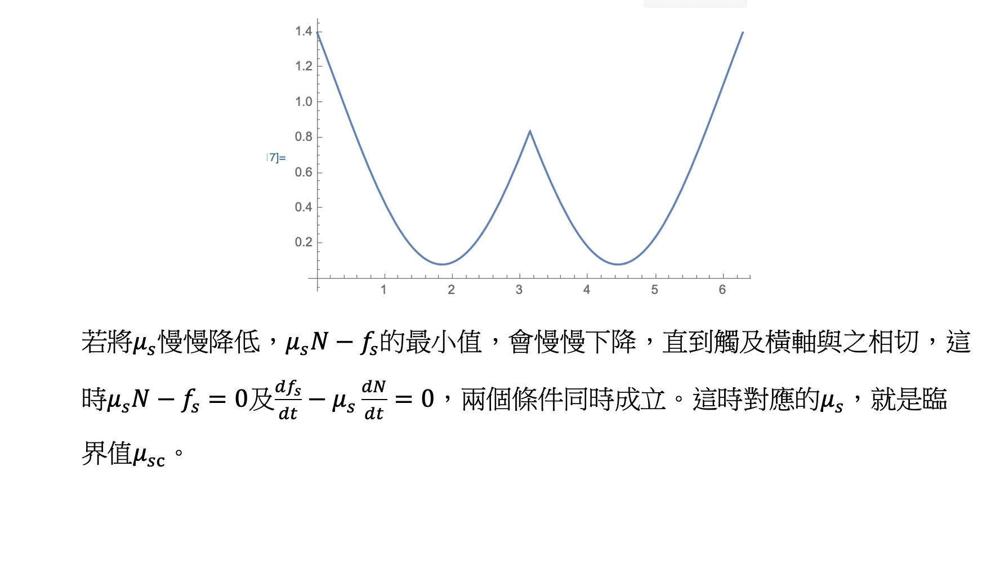 1.4
1.2
1.0
0.8
17]=
0.6
0.4
0.2
1 2 3 4 5 6
若將μₛ慢慢降低，μₛN − fₛ的最小值，會慢慢下降，直到觸及橫軸與之相切，這
時μₛN − fₛ = 0及dfₛ/dt − μₛ dN/dt = 0，兩個條件同時成立。這時對應的μₛ，就是臨
界值μsc。